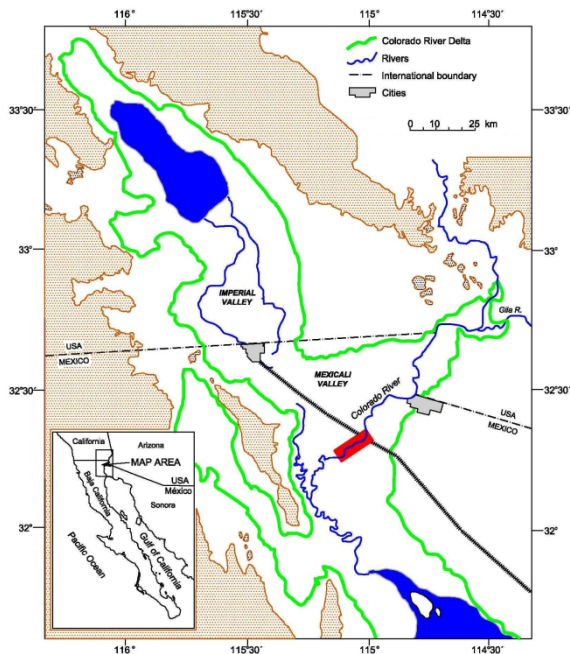 116°
115°30'
115°
114°30'
Colorado River Delta
Rivers
International boundary
Cities
0 10 25 km
33°30'
33°30'
33°
33°
IMPERIAL
VALLEY
Gila R.
USA
MEXICO
MEXICALI
VALLEY
Colorado River
32°30'
32°30'
USA
MEXICO
California
Arizona
MAP AREA
USA
México
Baja California
Sonora
Gulf of California
Pacific Ocean
32°
32°
116°
115°30'
115°
114°30'